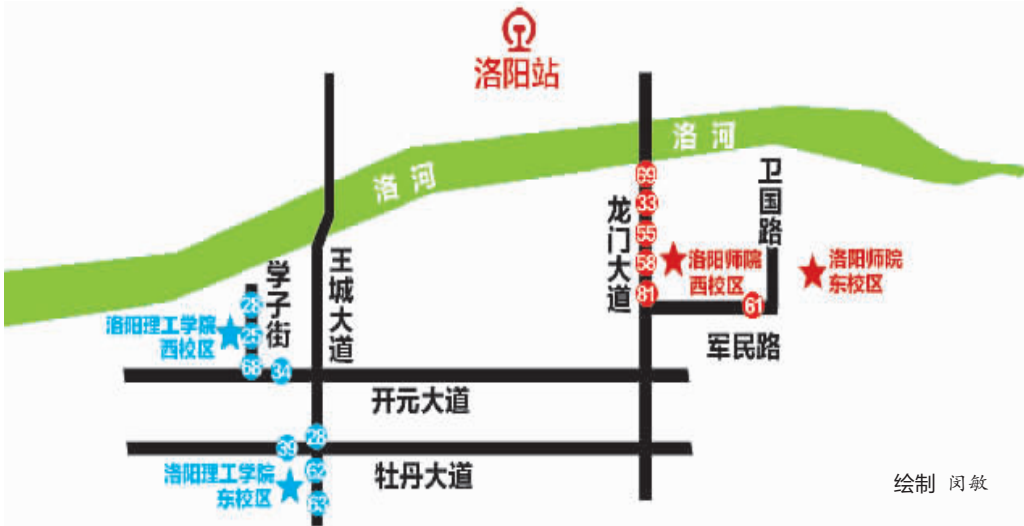 洛阳站
洛河
洛河
卫国路
69
33
55
58
81
龙门大道
洛阳师院
西校区
洛阳师院
东校区
61
军民路
王城大道
学子街
28
25
68
34
洛阳理工学院
西校区
开元大道
28
39
62
63
洛阳理工学院
东校区
牡丹大道
绘制 闵敏